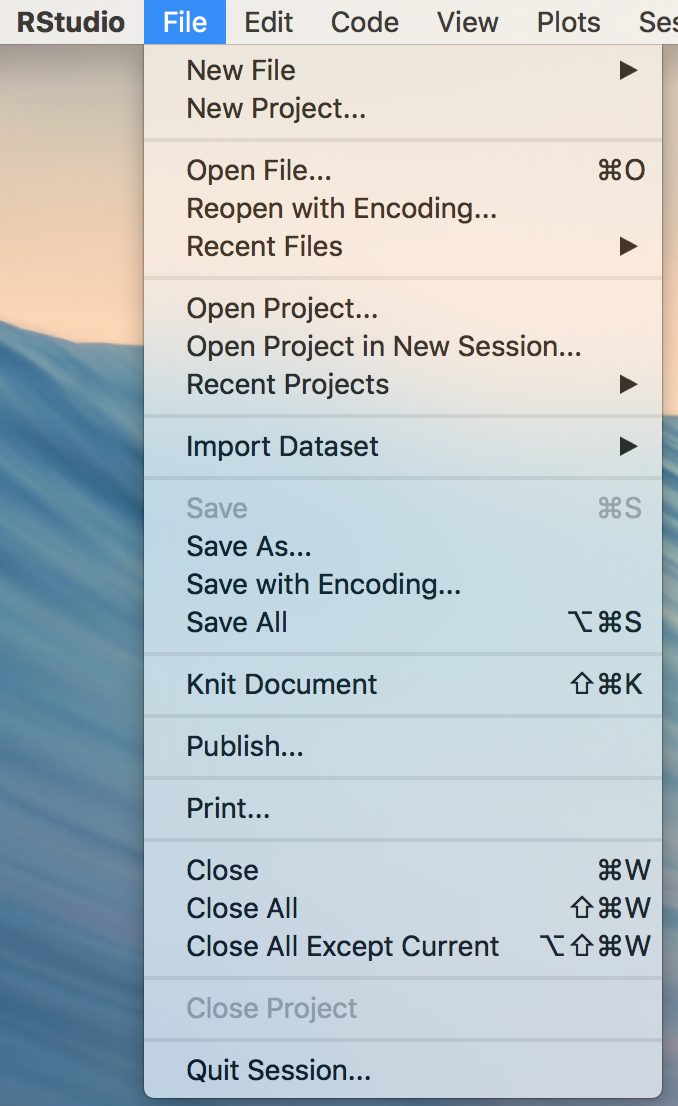 RStudio File Edit Code View Plots Ses
New File ▶
New Project...
Open File... ⌘O
Reopen with Encoding...
Recent Files ▶
Open Project...
Open Project in New Session...
Recent Projects ▶
Import Dataset ▶
Save ⌘S
Save As...
Save with Encoding...
Save All ⌥⌘S
Knit Document ⇧⌘K
Publish...
Print...
Close ⌘W
Close All ⇧⌘W
Close All Except Current ⌥⇧⌘W
Close Project
Quit Session...